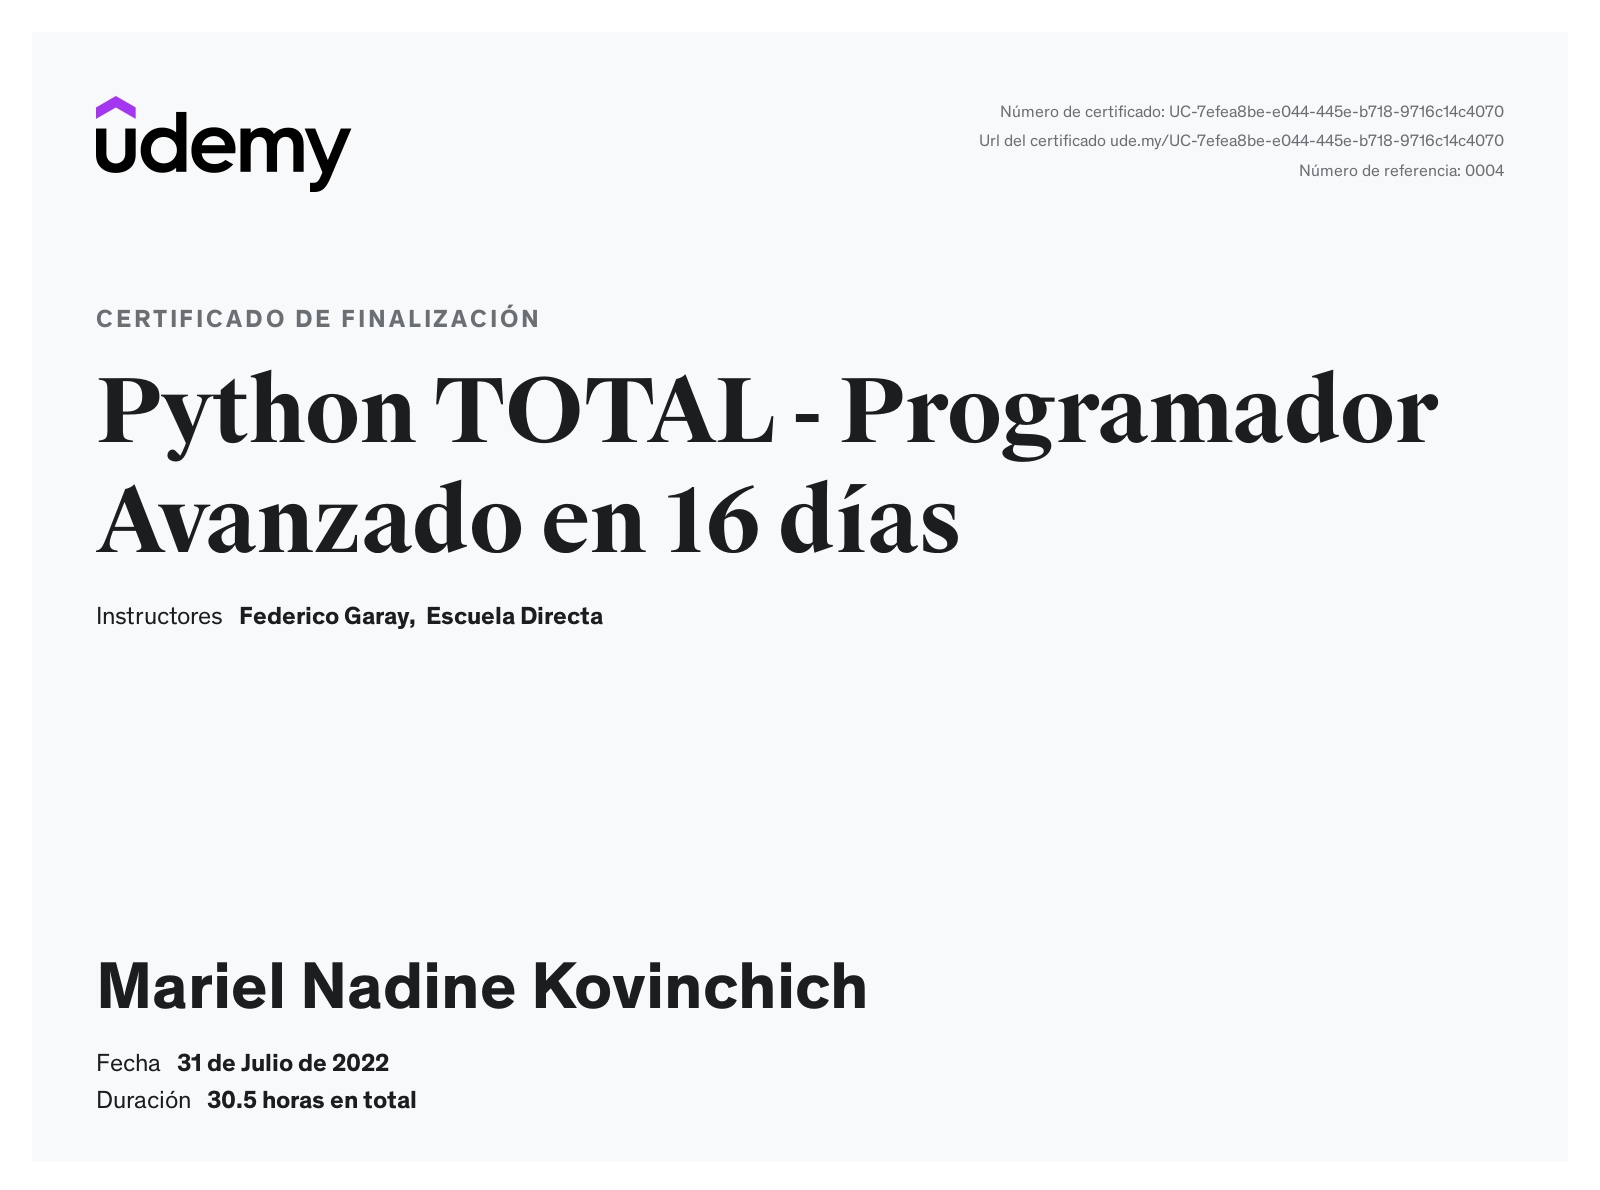 udemy
Número de certificado: UC-7efea8be-e044-445e-b718-9716c14c4070
Url del certificado ude.my/UC-7efea8be-e044-445e-b718-9716c14c4070
Número de referencia: 0004
CERTIFICADO DE FINALIZACIÓN
Python TOTAL - Programador
Avanzado en 16 días
Instructores Federico Garay, Escuela Directa
Mariel Nadine Kovinchich
Fecha 31 de Julio de 2022
Duración 30.5 horas en total